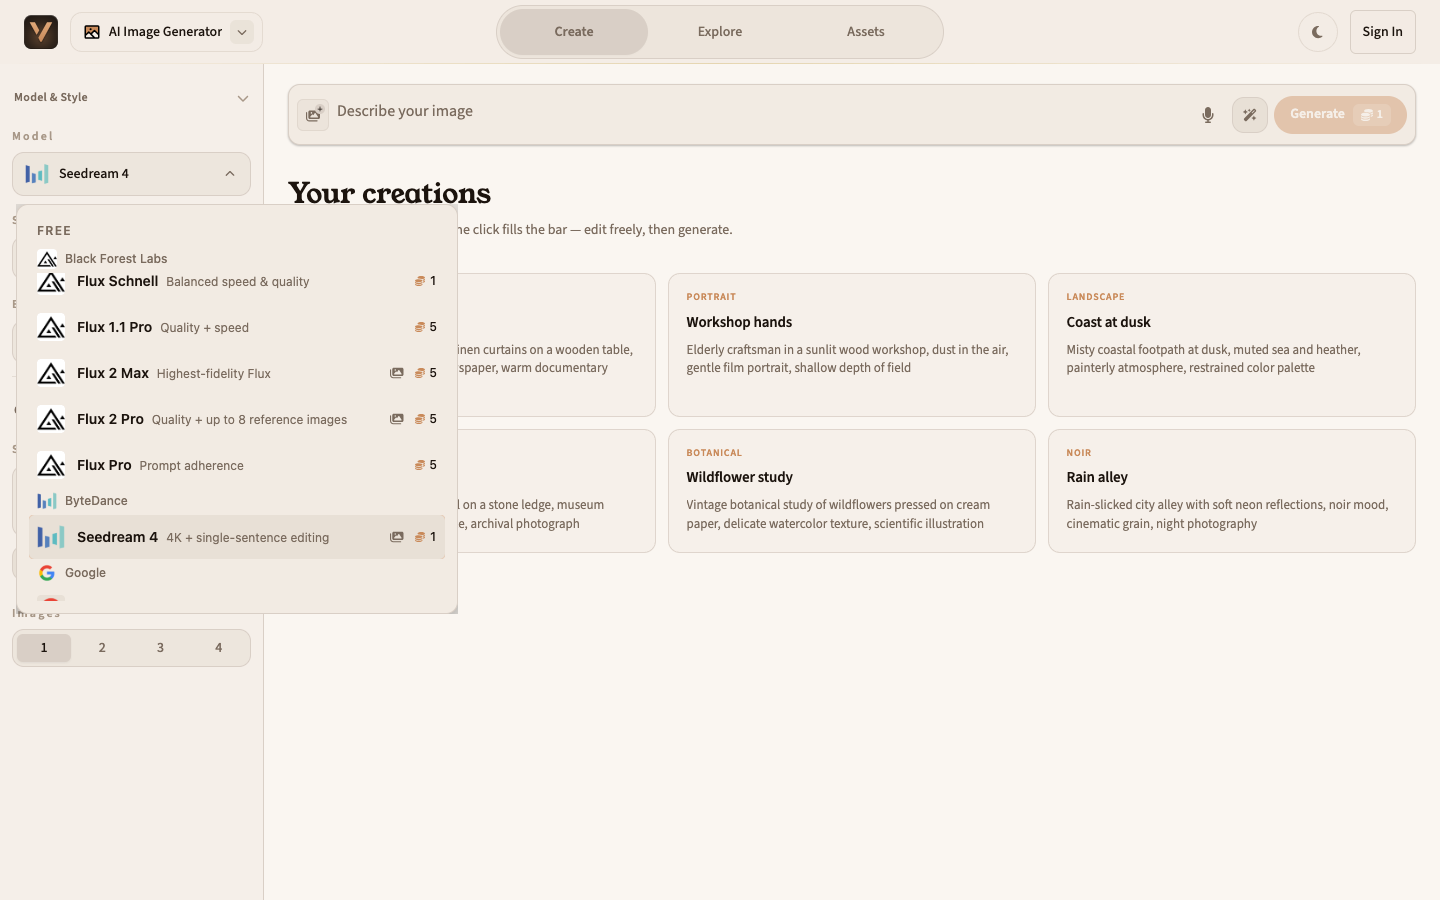 AI Image Generator
Create
Explore
Assets
Sign In
Model & Style
Model
Seedream 4
Describe your image
Generate
1
Your creations
click fills the bar — edit freely, then generate.
FREE
Black Forest Labs
Flux Schnell Balanced speed & quality 1
Flux 1.1 Pro Quality + speed 5
Flux 2 Max Highest-fidelity Flux 5
Flux 2 Pro Quality + up to 8 reference images 5
Flux Pro Prompt adherence 5
ByteDance
Seedream 4 4K + single-sentence editing 1
Google
curtains on a wooden table,
warm documentary
PORTRAIT
Workshop hands
Elderly craftsman in a sunlit wood workshop, dust in the air,
gentle film portrait, shallow depth of field
LANDSCAPE
Coast at dusk
Misty coastal footpath at dusk, muted sea and heather,
painterly atmosphere, restrained color palette
on a stone ledge, museum
archival photograph
BOTANICAL
Wildflower study
Vintage botanical study of wildflowers pressed on cream
paper, delicate watercolor texture, scientific illustration
NOIR
Rain alley
Rain-slicked city alley with soft neon reflections, noir mood,
cinematic grain, night photography
Images
1 2 3 4